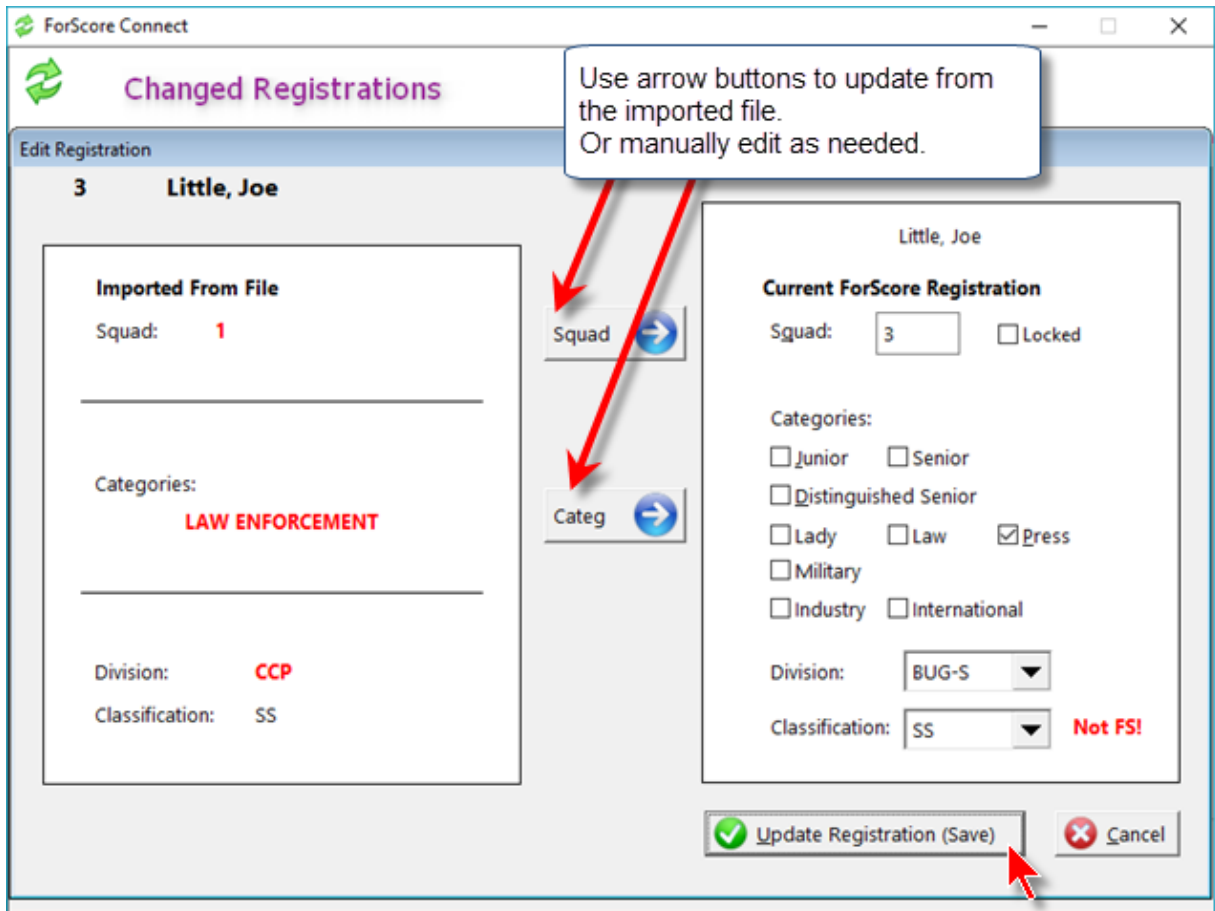 ForScore Connect
Changed Registrations
Use arrow buttons to update from
the imported file.
Or manually edit as needed.
Edit Registration
3 Little, Joe
Imported From File
Squad: 1
Categories:
LAW ENFORCEMENT
Division: CCP
Classification: SS
Squad
Categ
Little, Joe
Current ForScore Registration
Squad: 3 Locked
Categories:
Junior Senior
Distinguished Senior
Lady Law Press
Military
Industry International
Division: BUG-S
Classification: SS Not FS!
Update Registration (Save) Cancel